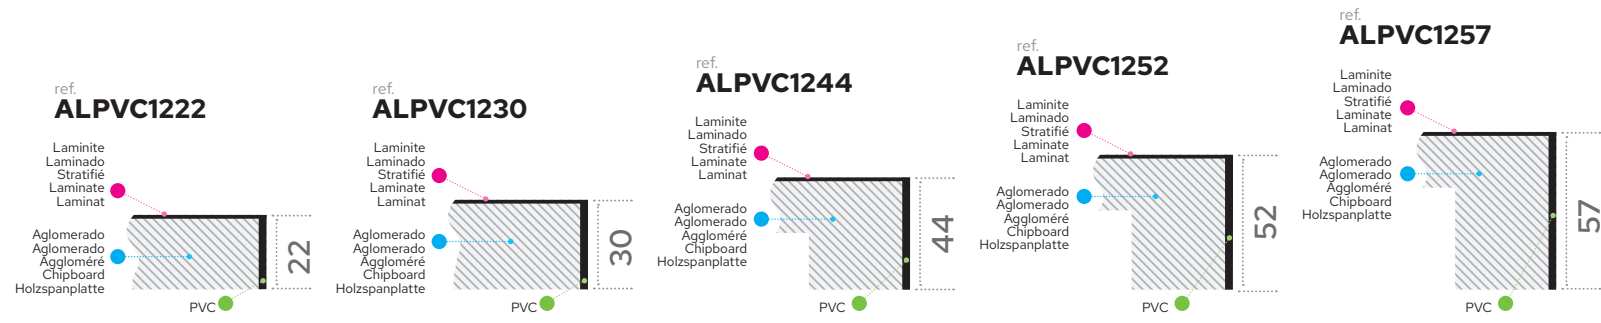 ref.
ALPVC1222
Laminite
Laminado
Stratifié
Laminate
Laminat
Aglomerado
Aglomerado
Aggloméré
Chipboard
Holzspanplatte
PVC
22
ref.
ALPVC1230
Laminite
Laminado
Stratifié
Laminate
Laminat
Aglomerado
Aglomerado
Aggloméré
Chipboard
Holzspanplatte
PVC
30
ref.
ALPVC1244
Laminite
Laminado
Stratifié
Laminate
Laminat
Aglomerado
Aglomerado
Aggloméré
Chipboard
Holzspanplatte
PVC
44
ref.
ALPVC1252
Laminite
Laminado
Stratifié
Laminate
Laminat
Aglomerado
Aglomerado
Aggloméré
Chipboard
Holzspanplatte
PVC
52
ref.
ALPVC1257
Laminite
Laminado
Stratifié
Laminate
Laminat
Aglomerado
Aglomerado
Aggloméré
Chipboard
Holzspanplatte
PVC
57